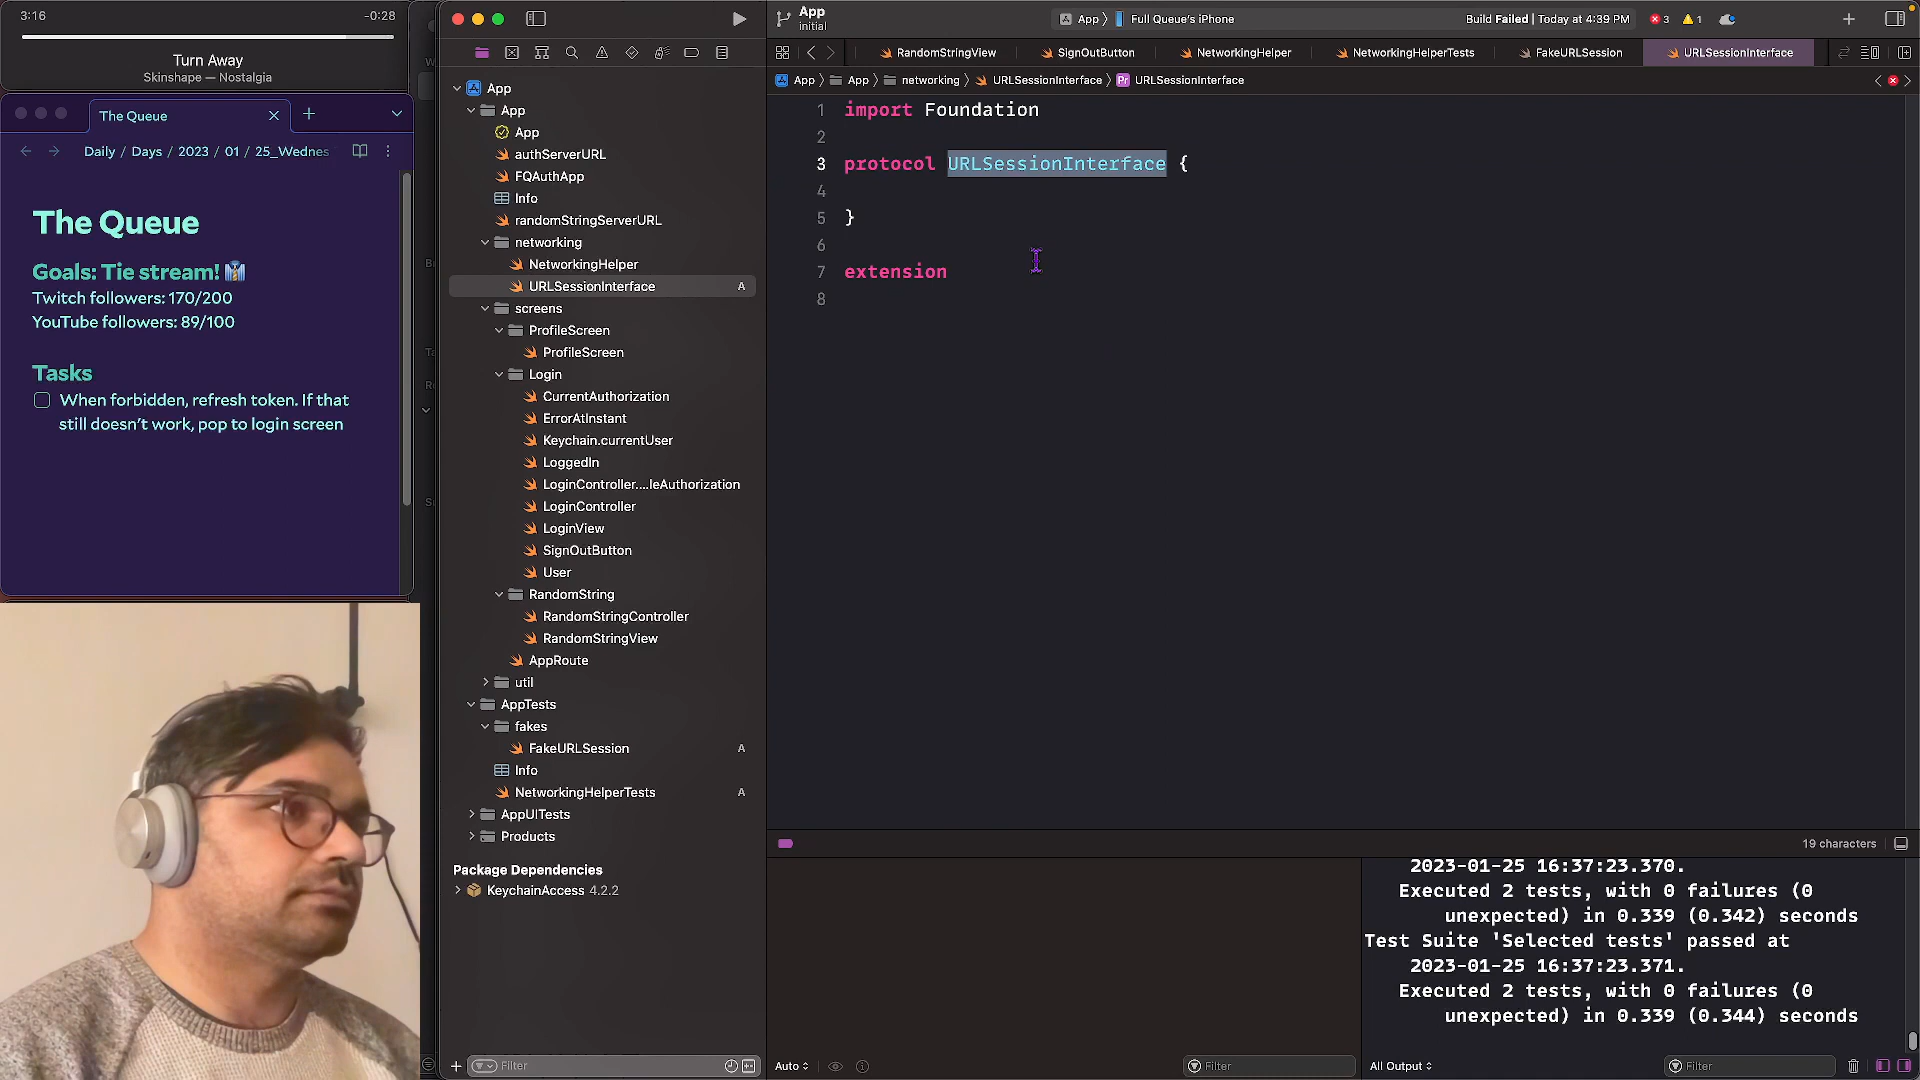 3:16
-0:28
Turn Away
Skinshape — Nostalgia
The Queue
Daily / Days / 2023 / 01 / 25_Wednes
The Queue
Goals: Tie stream! 👔
Twitch followers: 170/200
YouTube followers: 89/100
Tasks
When forbidden, refresh token. If that
still doesn't work, pop to login screen
App
App
App
authServerURL
FQAuthApp
Info
randomStringServerURL
networking
NetworkingHelper
URLSessionInterface A
screens
ProfileScreen
ProfileScreen
Login
CurrentAuthorization
ErrorAtInstant
Keychain.currentUser
LoggedIn
LoginController....leAuthorization
LoginController
LoginView
SignOutButton
User
RandomString
RandomStringController
RandomStringView
AppRoute
util
AppTests
fakes
FakeURLSession A
Info
NetworkingHelperTests A
AppUITests
Products
Package Dependencies
KeychainAccess 4.2.2
Filter
App
initial
App 〉 Full Queue's iPhone
Build Failed | Today at 4:39 PM
3
1
RandomStringView
SignOutButton
NetworkingHelper
NetworkingHelperTests
FakeURLSession
URLSessionInterface
App 〉 App 〉 networking 〉 URLSessionInterface 〉 Pr URLSessionInterface
1 import Foundation
2
3 protocol URLSessionInterface {
4
5 }
6
7 extension
8
19 characters
2023-01-25 16:37:23.370.
Executed 2 tests, with 0 failures (0
unexpected) in 0.339 (0.342) seconds
Test Suite 'Selected tests' passed at
2023-01-25 16:37:23.371.
Executed 2 tests, with 0 failures (0
unexpected) in 0.339 (0.344) seconds
Auto
Filter
All Output
Filter